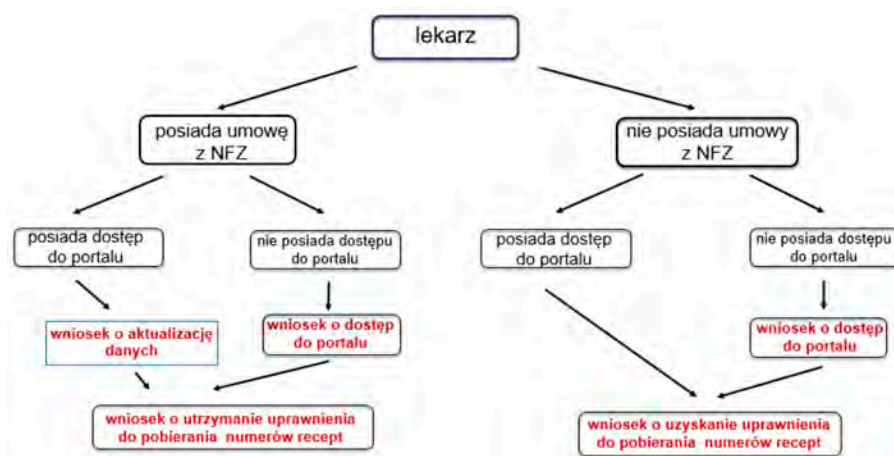 lekarz
posiada umowę
z NFZ
nie posiada umowy
z NFZ
posiada dostęp
do portalu
nie posiada dostępu
do portalu
posiada dostęp
do portalu
nie posiada dostępu
do portalu
wniosek o aktualizację
danych
wniosek o dostęp
do portalu
wniosek o dostęp
do portalu
wniosek o utrzymanie uprawnienia
do pobierania numerów recept
wniosek o uzyskanie uprawnienia
do pobierania numerów recept